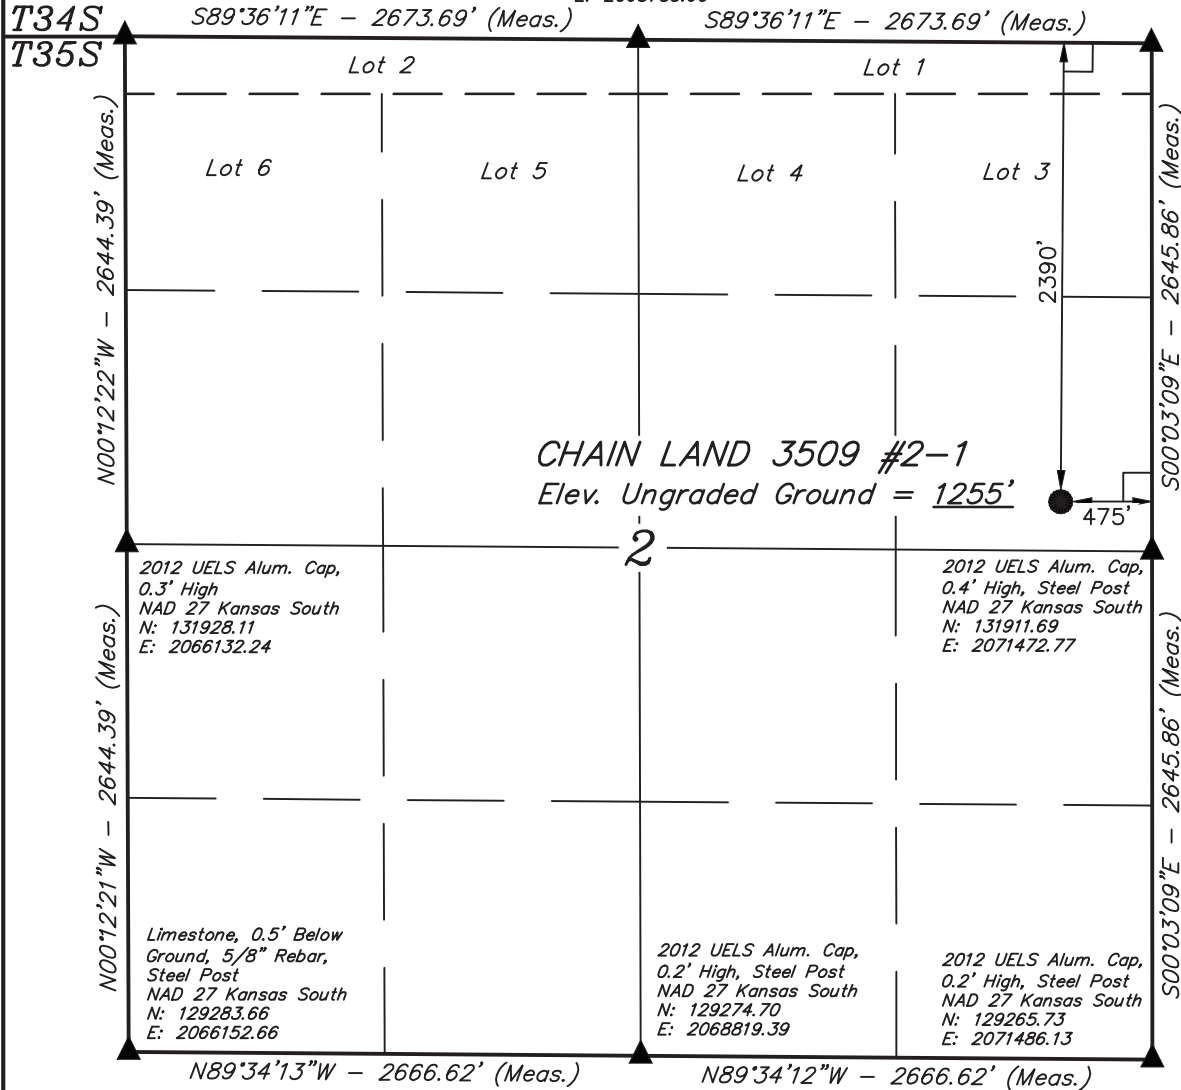 T34S
S89°36'11"E - 2673.69' (Meas.)
S89°36'11"E - 2673.69' (Meas.)
T35S
Lot 2
Lot 1
Lot 6
Lot 5
Lot 4
Lot 3
N00°12'22"W - 2644.39' (Meas.)
2390'
S00°03'09"E - 2645.86' (Meas.)
CHAIN LAND 3509 #2-1
Elev. Ungraded Ground = 1255'
475'
2
2012 UELS Alum. Cap,
0.3' High
NAD 27 Kansas South
N: 131928.11
E: 2066132.24
2012 UELS Alum. Cap,
0.4' High, Steel Post
NAD 27 Kansas South
N: 131911.69
E: 2071472.77
N00°12'21"W - 2644.39' (Meas.)
S00°03'09"E - 2645.86' (Meas.)
Limestone, 0.5' Below
Ground, 5/8" Rebar,
Steel Post
NAD 27 Kansas South
N: 129283.66
E: 2066152.66
2012 UELS Alum. Cap,
0.2' High, Steel Post
NAD 27 Kansas South
N: 129274.70
E: 2068819.39
2012 UELS Alum. Cap,
0.2' High, Steel Post
NAD 27 Kansas South
N: 129265.73
E: 2071486.13
N89°34'13"W - 2666.62' (Meas.)
N89°34'12"W - 2666.62' (Meas.)